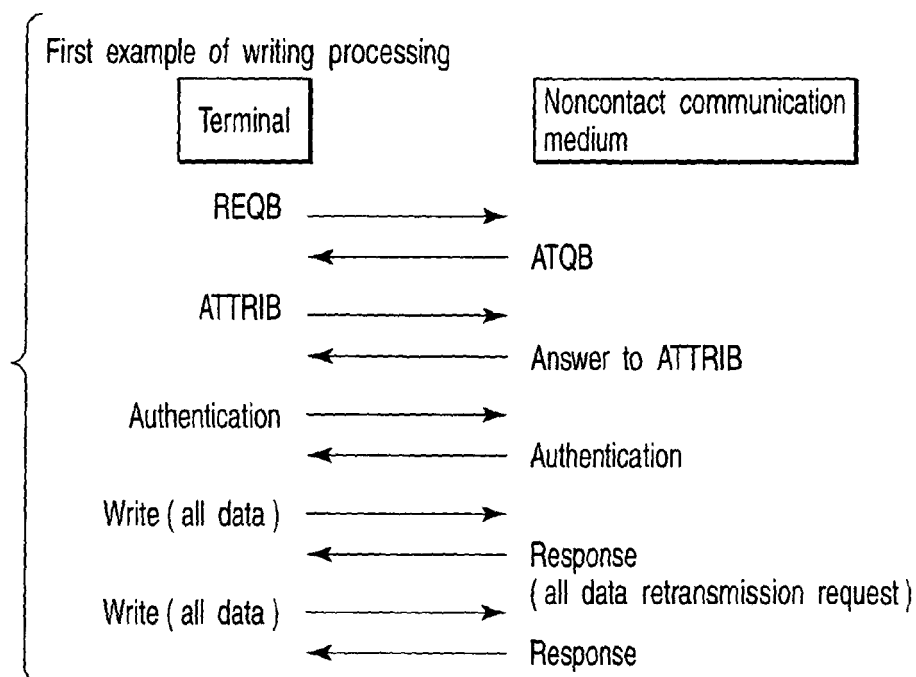 First example of writing processing
Terminal
Noncontact communication
medium
REQB
ATQB
ATTRIB
Answer to ATTRIB
Authentication
Authentication
Write ( all data )
Response
( all data retransmission request )
Write ( all data )
Response